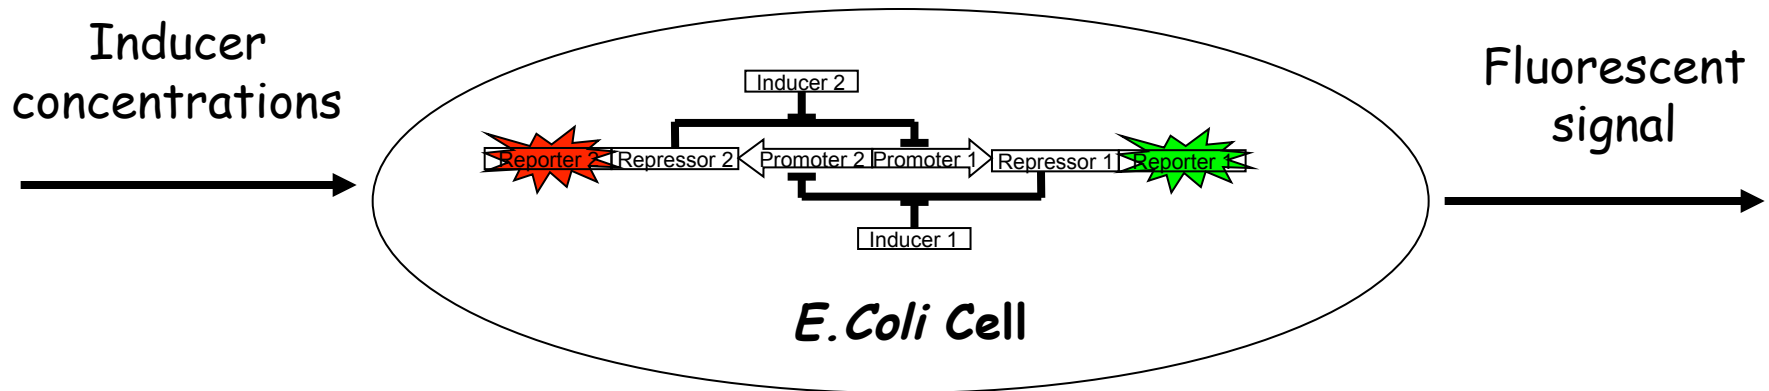 Inducer
concentrations
Inducer 2
Reporter 2
Repressor 2
Promoter 2
Promoter 1
Repressor 1
Reporter 1
Inducer 1
E.Coli Cell
Fluorescent
signal